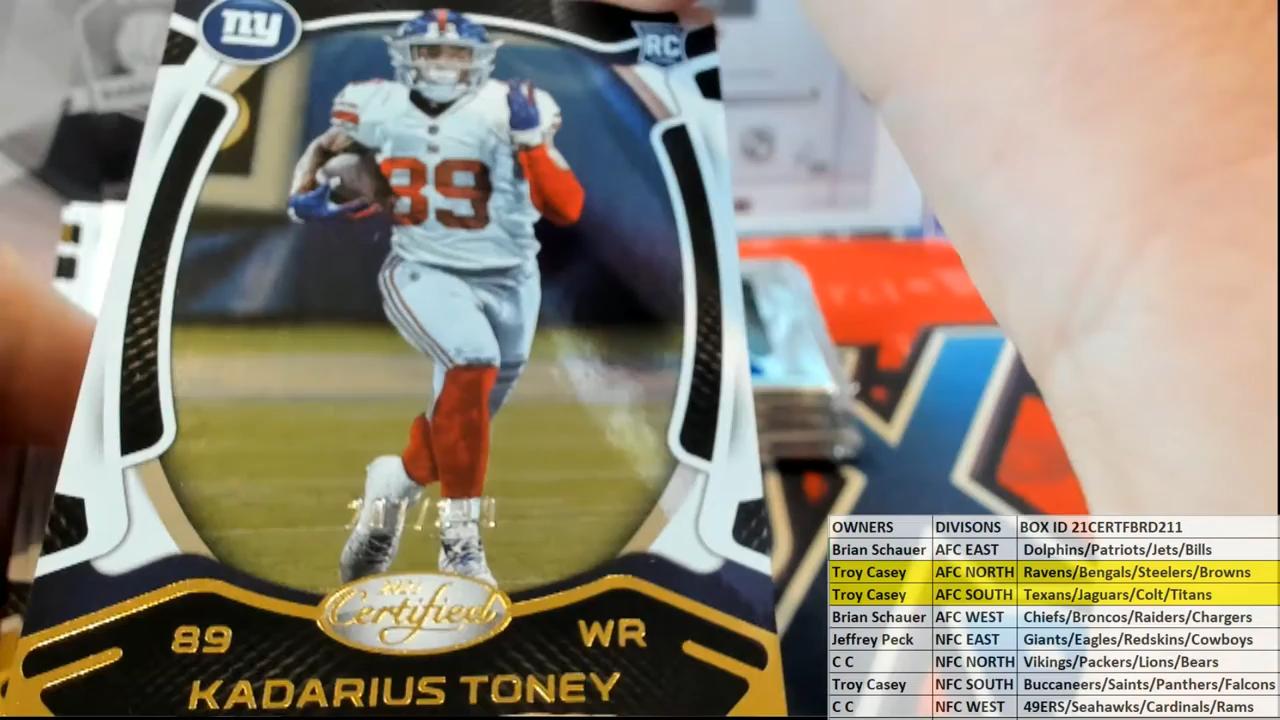 ny
RC
89
Certified
89
WR
KADARIUS TONEY
OWNERS DIVISONS BOX ID 21CERTFBRD211
Brian Schauer AFC EAST Dolphins/Patriots/Jets/Bills
Troy Casey AFC NORTH Ravens/Bengals/Steelers/Browns
Troy Casey AFC SOUTH Texans/Jaguars/Colt/Titans
Brian Schauer AFC WEST Chiefs/Broncos/Raiders/Chargers
Jeffrey Peck NFC EAST Giants/Eagles/Redskins/Cowboys
C C NFC NORTH Vikings/Packers/Lions/Bears
Troy Casey NFC SOUTH Buccaneers/Saints/Panthers/Falcons
C C NFC WEST 49ERS/Seahawks/Cardinals/Rams